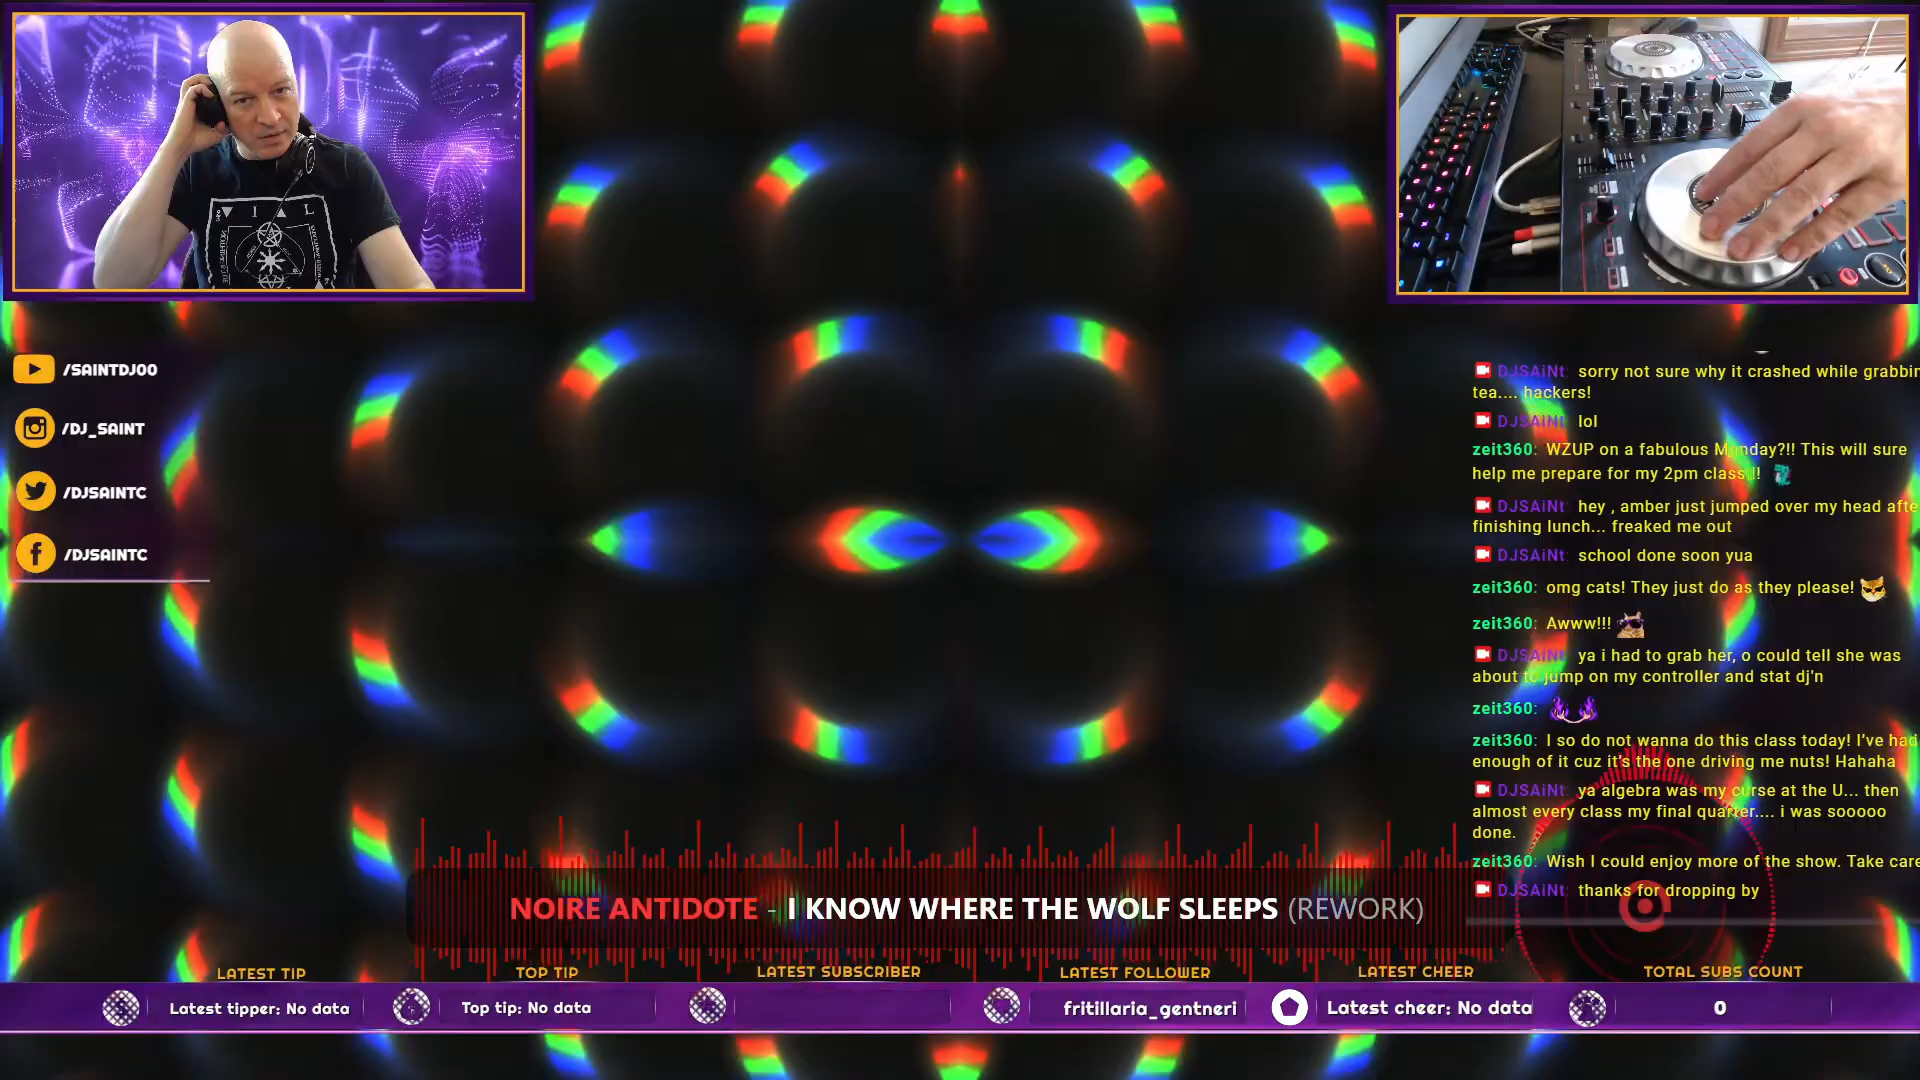 VIAL
/SAINTDJOO
/DJ_SAINT
/DJSAINTC
/DJSAINTC
DJSAiNt: sorry not sure why it crashed while grabbin
tea.... hackers!
DJSAiNt: lol
zeit360: WZUP on a fabulous Monday?!! This will sure
help me prepare for my 2pm class!!
DJSAiNt: hey , amber just jumped over my head afte
finishing lunch... freaked me out
DJSAiNt: school done soon yua
zeit360: omg cats! They just do as they please!
zeit360: Awww!!!
DJSAiNt: ya i had to grab her, o could tell she was
about to jump on my controller and stat dj'n
zeit360:
zeit360: I so do not wanna do this class today! I've had
enough of it cuz it's the one driving me nuts! Hahaha
DJSAiNt: ya algebra was my curse at the U... then
almost every class my final quarter.... i was sooooo
done.
zeit360: Wish I could enjoy more of the show. Take care
DJSAiNt: thanks for dropping by
NOIRE ANTIDOTE - I KNOW WHERE THE WOLF SLEEPS (REWORK)
LATEST TIP
TOP TIP
LATEST SUBSCRIBER
LATEST FOLLOWER
LATEST CHEER
TOTAL SUBS COUNT
Latest tipper: No data
Top tip: No data
fritillaria_gentneri
Latest cheer: No data
0